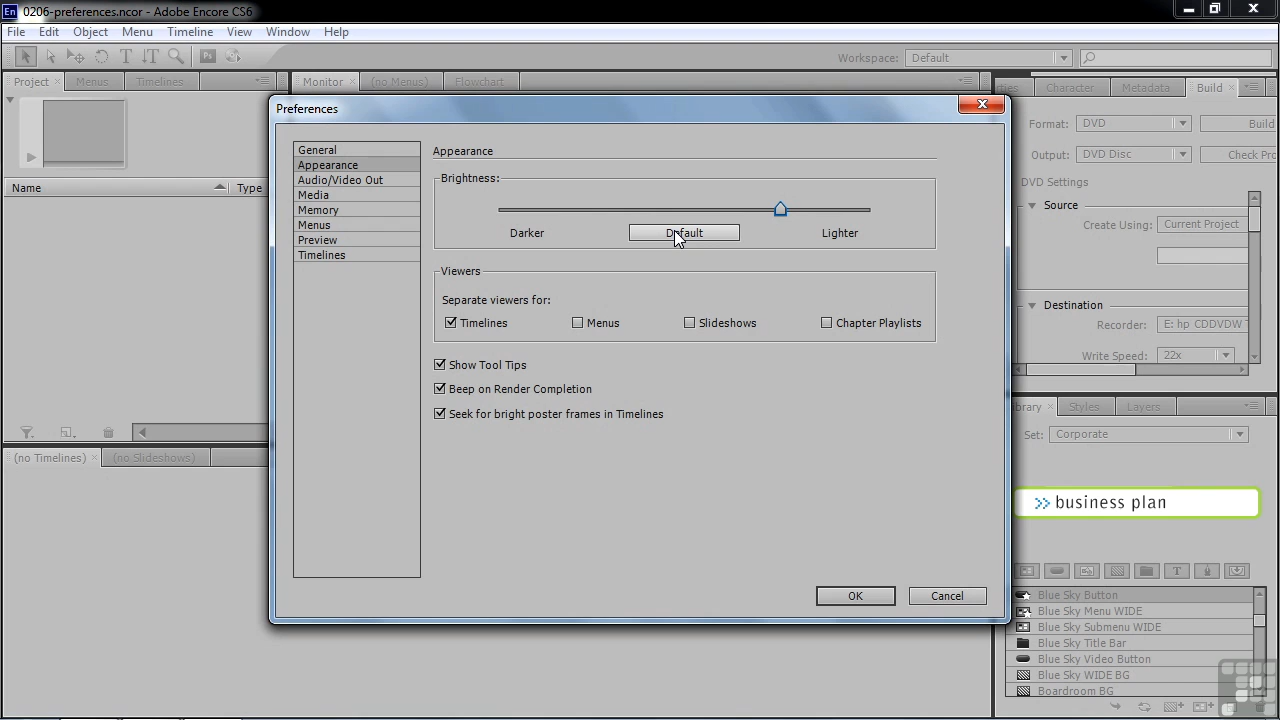 En 0206-preferences.ncor - Adobe Encore CS6
File Edit Object Menu Timeline View Window Help
Workspace: Default
Project Menus Timelines
Monitor (no Menus) Flowchart
Character Metadata Build
Preferences
General
Appearance
Audio/Video Out
Media
Memory
Menus
Preview
Timelines
Appearance
Brightness:
Darker Default Lighter
Viewers
Separate viewers for:
Timelines Menus Slideshows Chapter Playlists
Show Tool Tips
Beep on Render Completion
Seek for bright poster frames in Timelines
OK Cancel
Name Type
(no Timelines) (no Slideshows)
Format: DVD Build
Output: DVD Disc Check Pro
DVD Settings
Source
Create Using: Current Project
Destination
Recorder: E: hp CDDVDW
Write Speed: 22x
Styles Layers
Set: Corporate
>> business plan
Blue Sky Button
Blue Sky Menu WIDE
Blue Sky Submenu WIDE
Blue Sky Title Bar
Blue Sky Video Button
Blue Sky WIDE BG
Boardroom BG